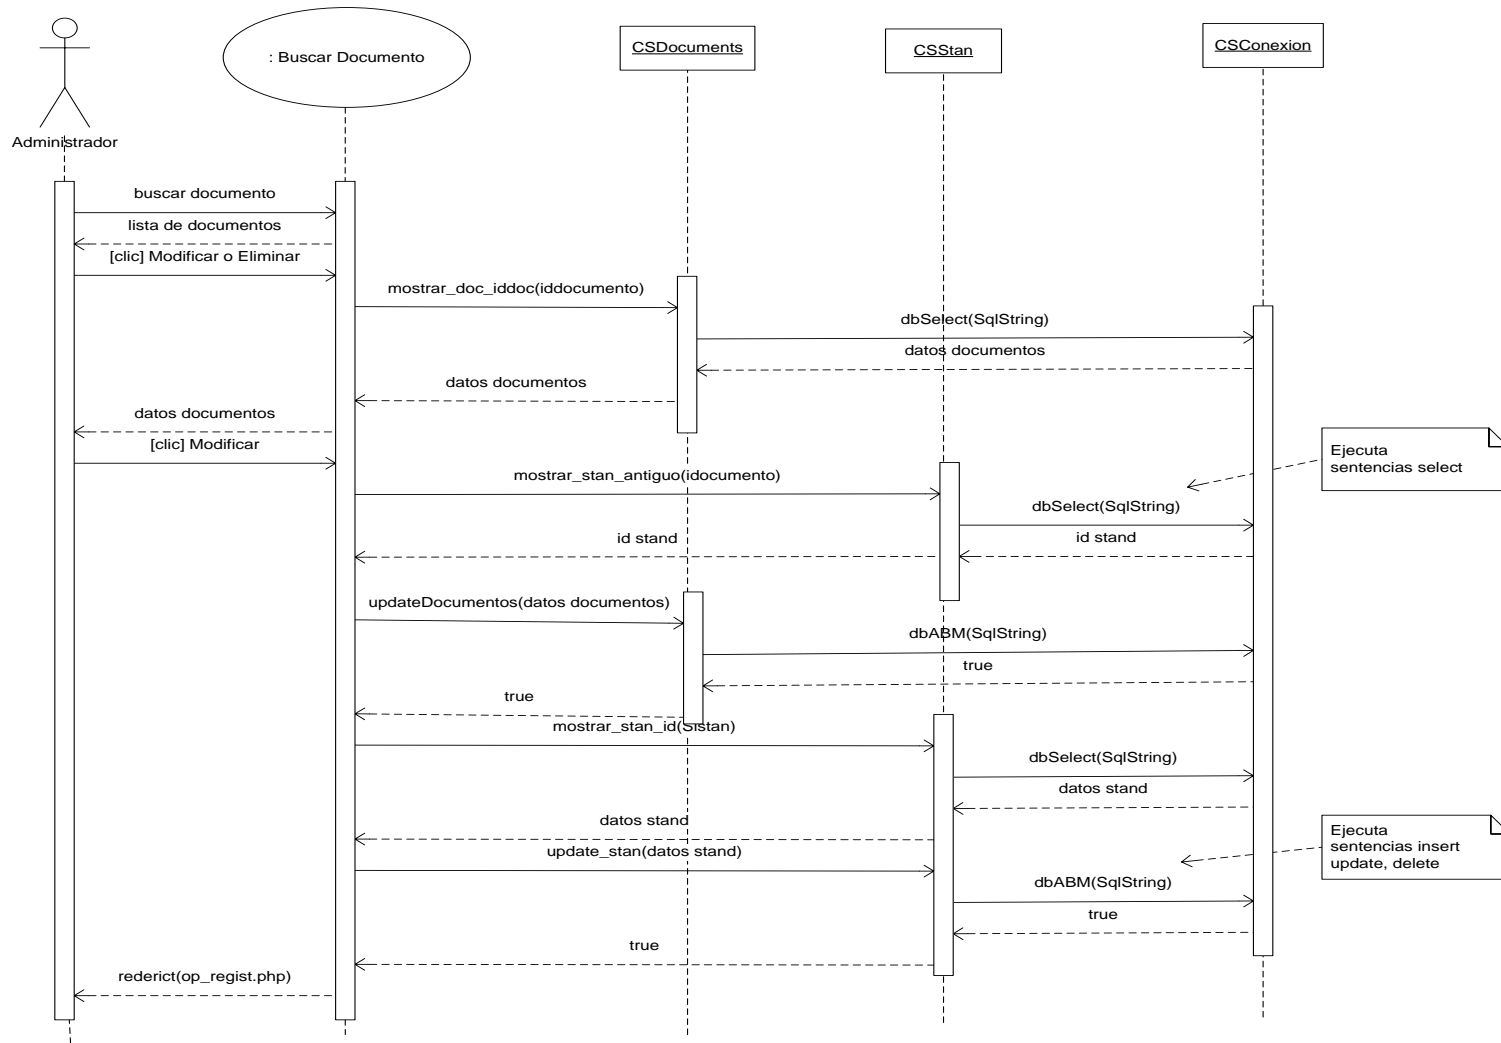 : Buscar Documento
CSDocuments
CSStan
CSConexion
Administrador
buscar documento
lista de documentos
[clic] Modificar o Eliminar
mostrar_doc_iddoc(iddocumento)
dbSelect(SqlString)
datos documentos
datos documentos
datos documentos
[clic] Modificar
Ejecuta
sentencias select
mostrar_stan_antiguo(idocumento)
dbSelect(SqlString)
id stand
id stand
updateDocumentos(datos documentos)
dbABM(SqlString)
true
true
mostrar_stan_id(Sistan)
dbSelect(SqlString)
datos stand
datos stand
Ejecuta
sentencias insert
update, delete
update_stan(datos stand)
dbABM(SqlString)
true
true
rederict(op_regist.php)